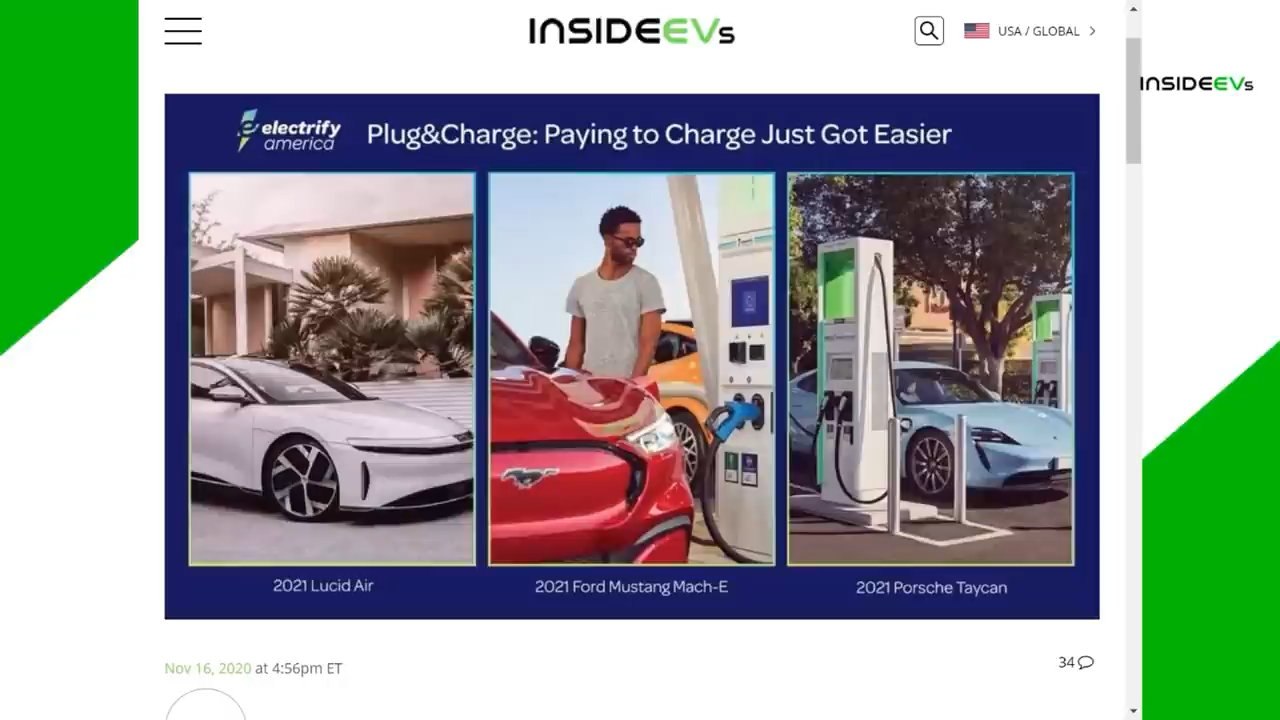 INSIDEEVs
USA / GLOBAL
INSIDEEVs
electrify america
Plug&Charge: Paying to Charge Just Got Easier
2021 Lucid Air
2021 Ford Mustang Mach-E
2021 Porsche Taycan
Nov 16, 2020 at 4:56pm ET
34